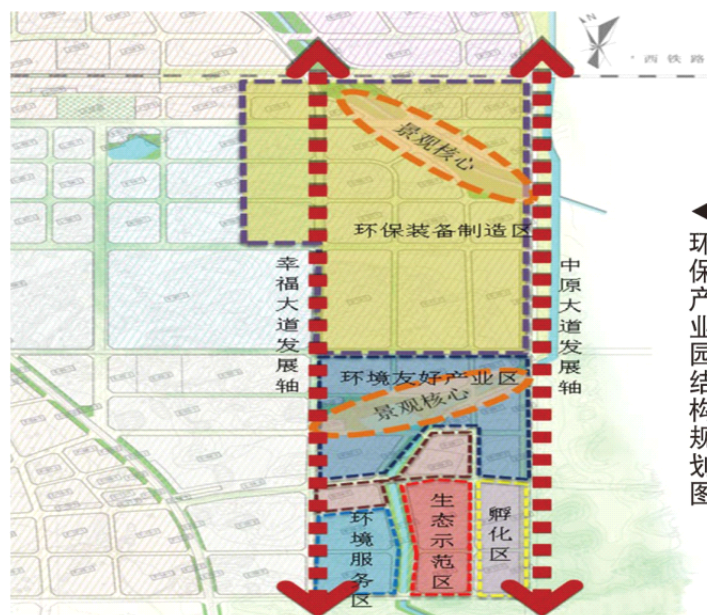 N
西铁路
景观核心
环保装备制造区
幸福大道发展轴
中原大道发展轴
环境友好产业区
景观核心
环境服务区
生态示范区
孵化区
环保产业园结构规划图